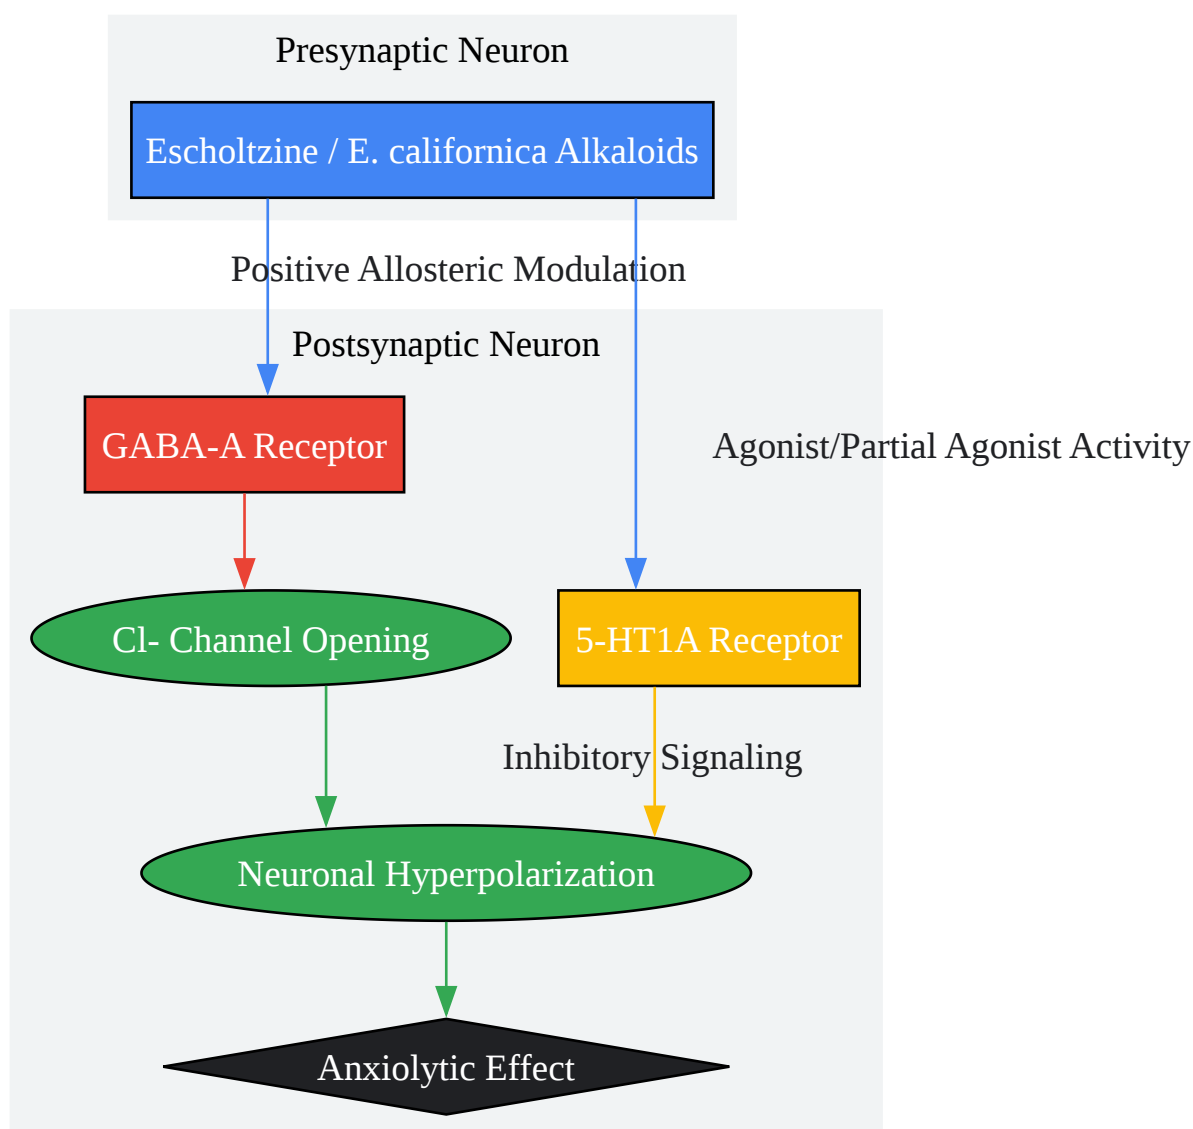 Presynaptic Neuron
Escholtzine / E. californica Alkaloids
Positive Allosteric Modulation
Postsynaptic Neuron
GABA-A Receptor
Agonist/Partial Agonist Activity
Cl- Channel Opening
5-HT1A Receptor
Inhibitory Signaling
Neuronal Hyperpolarization
Anxiolytic Effect